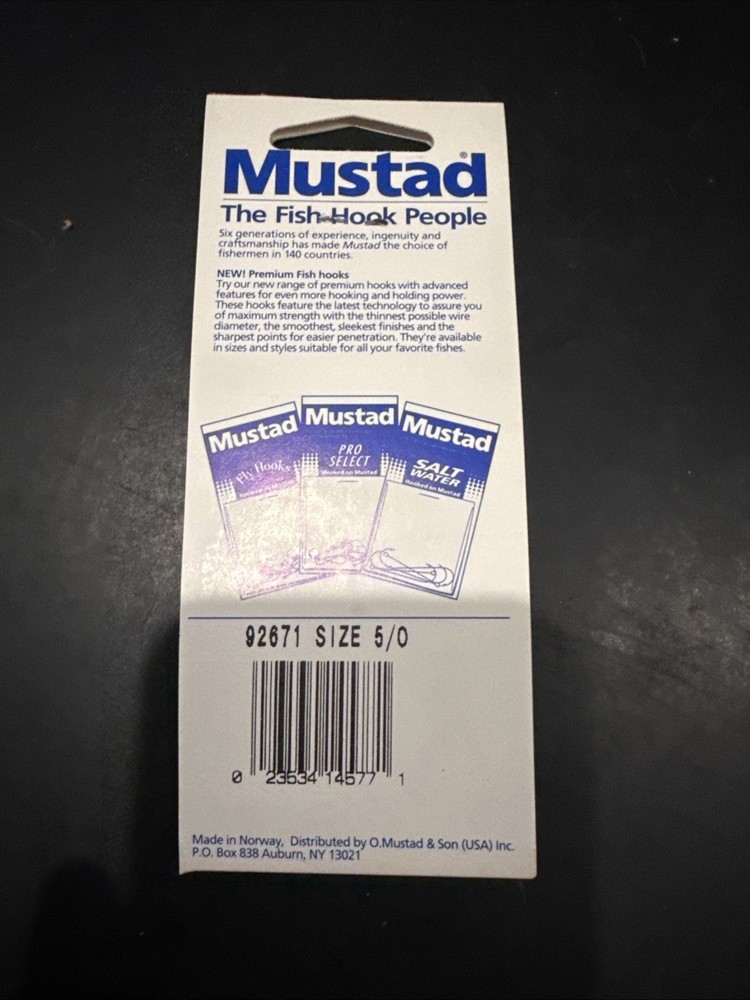 Mustad®
The Fish Hook People
Six generations of experience, ingenuity and
craftsmanship has made Mustad the choice of
fishermen in 140 countries.
NEW! Premium Fish hooks
Try our new range of premium hooks with advanced
features for even more hooking and holding power.
These hooks feature the latest technology to assure you
of maximum strength with the thinnest possible wire
diameter, the smoothest, sleekest finishes and the
sharpest points for easier penetration. They're available
in sizes and styles suitable for all your favorite fishes.
Mustad
Fly Hooks
Mustad
PRO
SELECT
Hooked on Mustad
Mustad
SALT
WATER
Hooked on Mustad
92671 SIZE 5/0
0 23534 14577 1
Made in Norway, Distributed by O.Mustad & Son (USA) Inc.
P.O. Box 838 Auburn, NY 13021